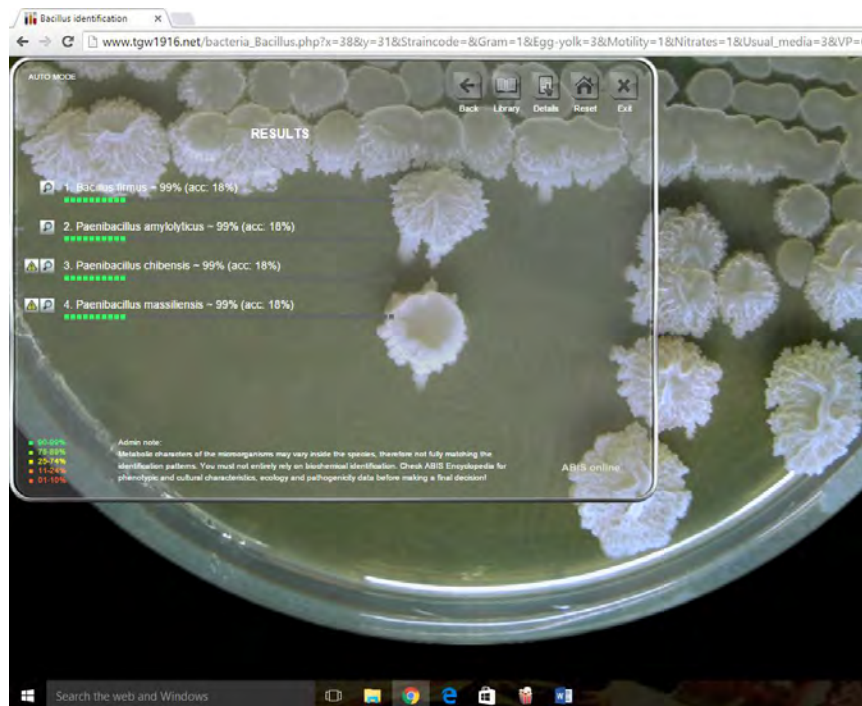 Bacillus identification
www.tgw1916.net/bacteria_Bacillus.php?x=38&y=31&Straincode=&Gram=1&Egg-yolk=3&Motility=1&Nitrates=1&Usual_media=3&VP=
AUTO MODE
Back Library Details Reset Exit
RESULTS
1. Bacillus firmus ~ 99% (acc: 18%)
2. Paenibacillus amylolyticus ~ 99% (acc: 18%)
3. Paenibacillus chibensis ~ 99% (acc: 18%)
4. Paenibacillus massiliensis ~ 99% (acc: 18%)
90-99%
75-89%
25-74%
11-24%
01-10%
Admin note:
Metabolic characters of the microorganisms may vary inside the species, therefore not fully matching the
identification patterns. You must not entirely rely on biochemical identification. Check ABIS Encyclopedia for
phenotypic and cultural characteristics, ecology and pathogenicity data before making a final decision!
ABIS online
Search the web and Windows